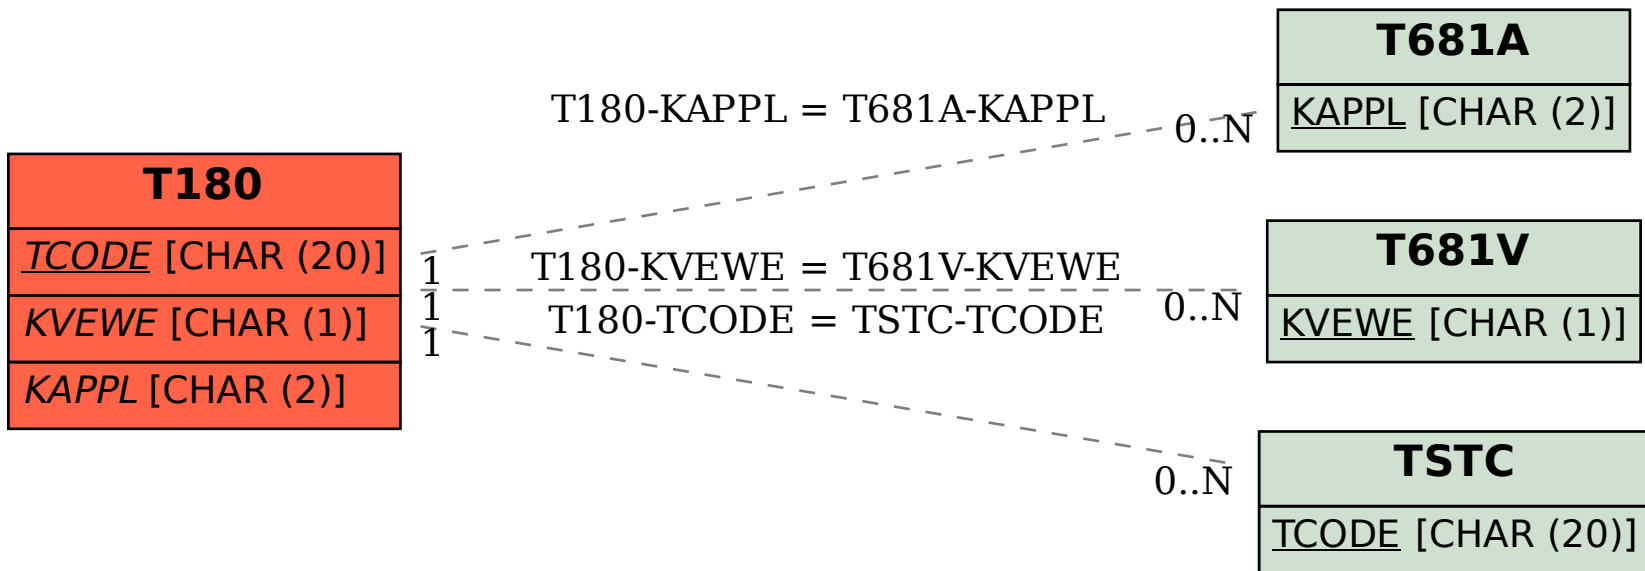 T681A
KAPPL [CHAR (2)]
T180-KAPPL = T681A-KAPPL
0..N
T180
TCODE [CHAR (20)]
KVEWE [CHAR (1)]
KAPPL [CHAR (2)]
1
T180-KVEWE = T681V-KVEWE
1
0..N
T180-TCODE = TSTC-TCODE
1
T681V
KVEWE [CHAR (1)]
0..N
TSTC
TCODE [CHAR (20)]